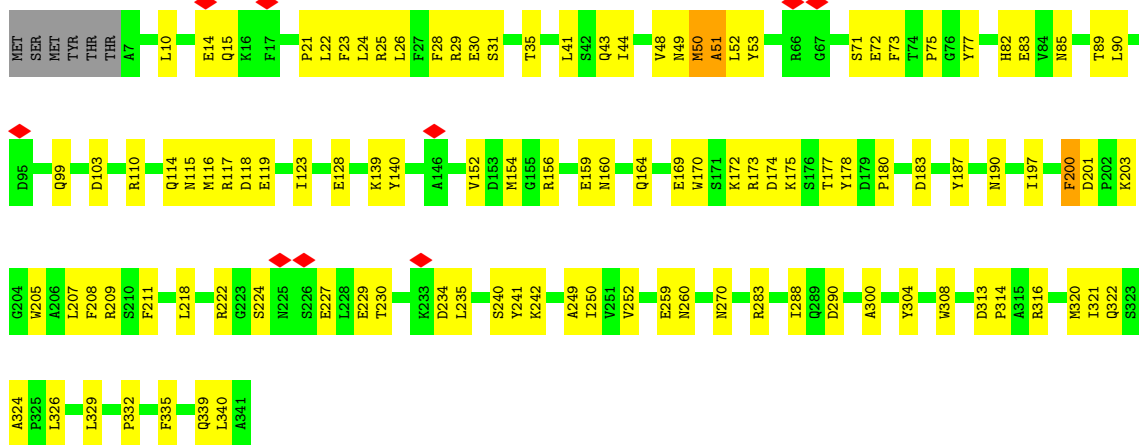 MET SER MET TYR THR THR A7 L10 E14 Q15 K16 F17 P21 L22 F23 L24 R25 L26 F27 F28 R29 E30 S31 T35 L41 S42 Q43 I44 V48 N49 M50 A51 L52 Y53 R66 G67 S71 E72 F73 T74 P75 G76 Y77 H82 E83 V84 N85 T89 L90
D95 Q99 D103 R110 Q114 N115 M116 R117 D118 E119 I123 E128 K139 Y140 A146 V152 D153 M154 G155 R156 E159 N160 Q164 E169 W170 S171 K172 R173 D174 K175 S176 T177 Y178 D179 P180 D183 Y187 N190 I197 F200 D201 P202 K203
G204 W205 A206 L207 F208 R209 S210 F211 L218 R222 G223 S224 N225 S226 E227 L228 E229 T230 K233 D234 L235 S240 Y241 K242 A249 I250 V251 V252 E259 N260 N270 R283 I288 Q289 D290 A300 Y304 W308 D313 P314 A315 R316 M320 I321 Q322 S323
A324 P325 L326 L329 P332 F335 Q339 L340 A341